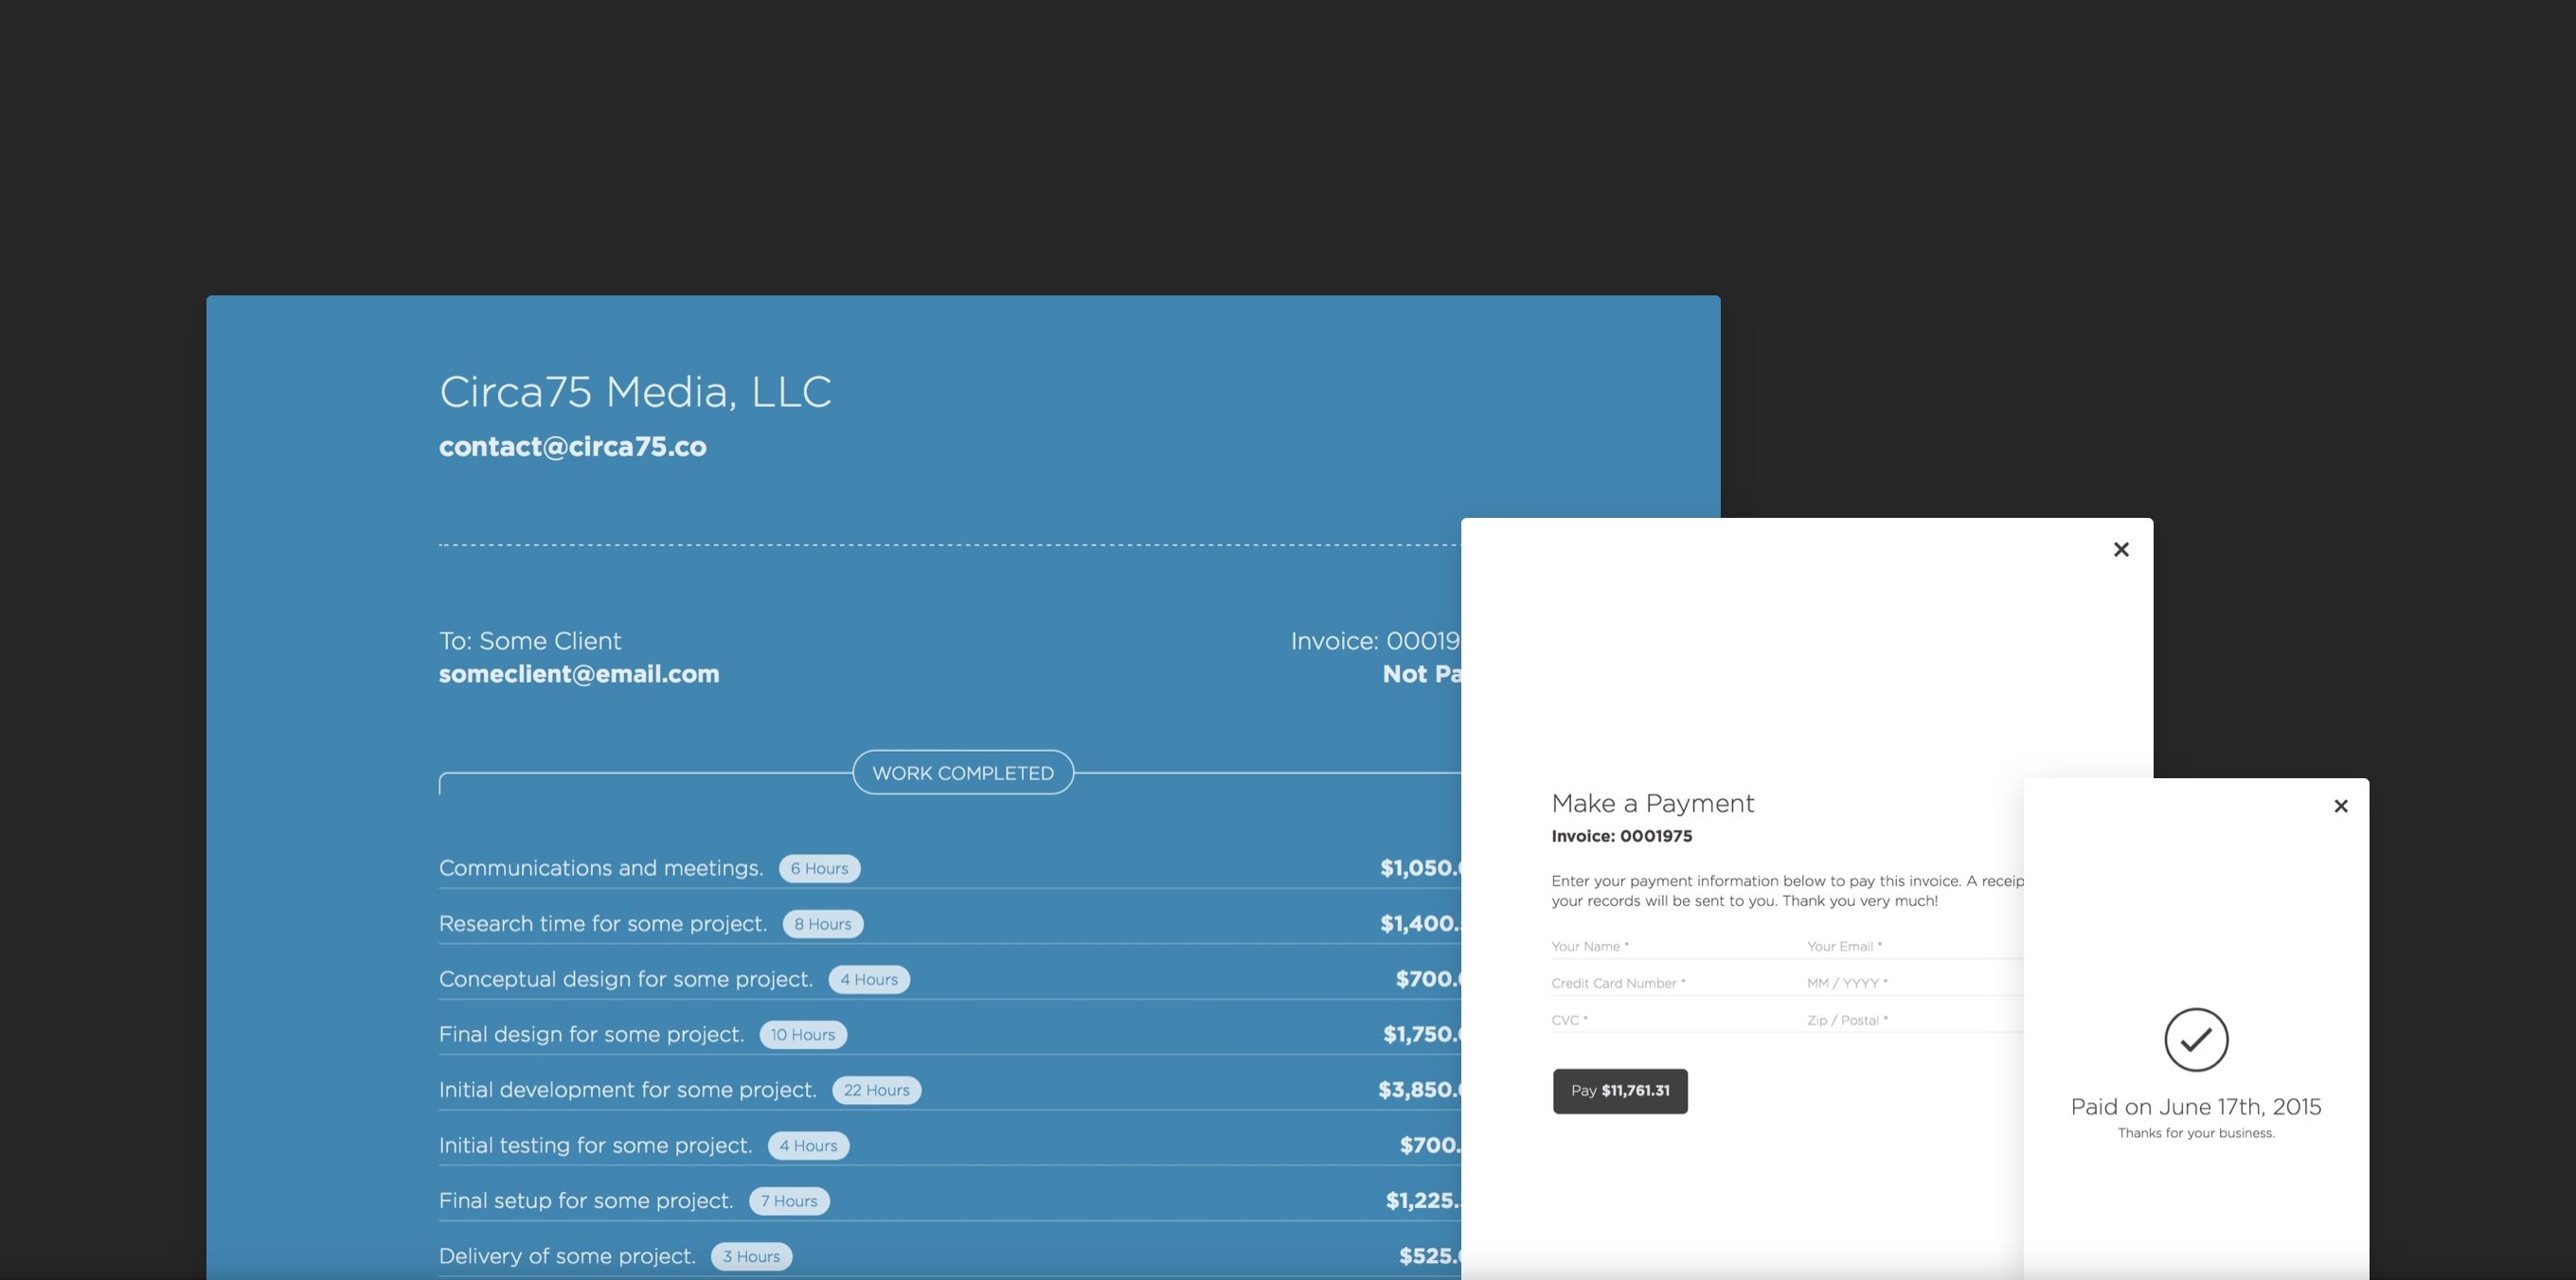 Circa75 Media, LLC
contact@circa75.co
To: Some Client
someclient@email.com
Invoice: 00019
Not Pa
WORK COMPLETED
Communications and meetings. 6 Hours $1,050.
Research time for some project. 8 Hours $1,400.
Conceptual design for some project. 4 Hours $700.
Final design for some project. 10 Hours $1,750.
Initial development for some project. 22 Hours $3,850.
Initial testing for some project. 4 Hours $700.
Final setup for some project. 7 Hours $1,225.
Delivery of some project. 3 Hours $525.
Make a Payment
Invoice: 0001975
Enter your payment information below to pay this invoice. A receip
your records will be sent to you. Thank you very much!
Your Name * Your Email *
Credit Card Number * MM / YYYY *
CVC * Zip / Postal *
Pay $11,761.31
Paid on June 17th, 2015
Thanks for your business.